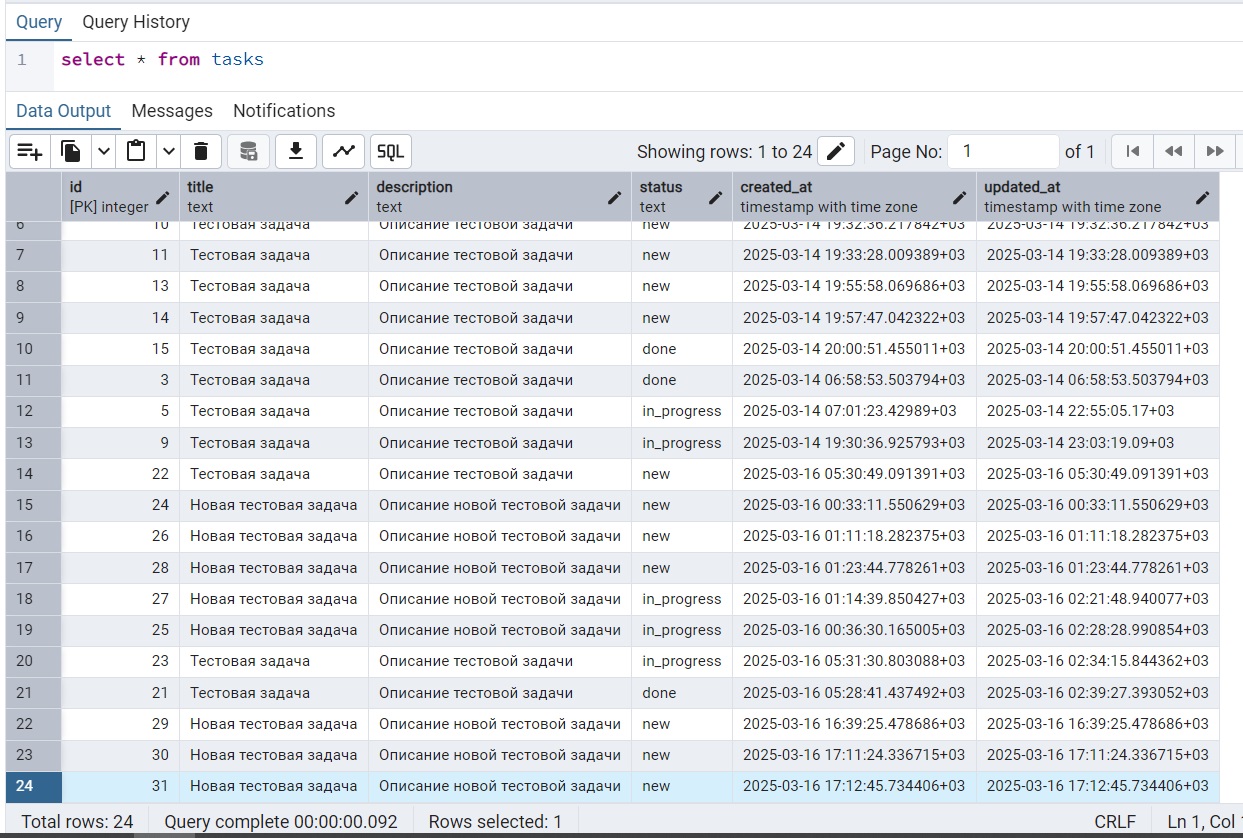 Query Query History
1 select * from tasks
Data Output Messages Notifications
SQL Showing rows: 1 to 24 Page No: 1 of 1
id title description status created_at updated_at
[PK] integer text text text timestamp with time zone timestamp with time zone
6 10 Тестовая задача Описание тестовой задачи new 2025-03-14 19:32:36.217842+03 2025-03-14 19:32:36.217842+03
7 11 Тестовая задача Описание тестовой задачи new 2025-03-14 19:33:28.009389+03 2025-03-14 19:33:28.009389+03
8 13 Тестовая задача Описание тестовой задачи new 2025-03-14 19:55:58.069686+03 2025-03-14 19:55:58.069686+03
9 14 Тестовая задача Описание тестовой задачи new 2025-03-14 19:57:47.042322+03 2025-03-14 19:57:47.042322+03
10 15 Тестовая задача Описание тестовой задачи done 2025-03-14 20:00:51.455011+03 2025-03-14 20:00:51.455011+03
11 3 Тестовая задача Описание тестовой задачи done 2025-03-14 06:58:53.503794+03 2025-03-14 06:58:53.503794+03
12 5 Тестовая задача Описание тестовой задачи in_progress 2025-03-14 07:01:23.42989+03 2025-03-14 22:55:05.17+03
13 9 Тестовая задача Описание тестовой задачи in_progress 2025-03-14 19:30:36.925793+03 2025-03-14 23:03:19.09+03
14 22 Тестовая задача Описание тестовой задачи new 2025-03-16 05:30:49.091391+03 2025-03-16 05:30:49.091391+03
15 24 Новая тестовая задача Описание новой тестовой задачи new 2025-03-16 00:33:11.550629+03 2025-03-16 00:33:11.550629+03
16 26 Новая тестовая задача Описание новой тестовой задачи new 2025-03-16 01:11:18.282375+03 2025-03-16 01:11:18.282375+03
17 28 Новая тестовая задача Описание новой тестовой задачи new 2025-03-16 01:23:44.778261+03 2025-03-16 01:23:44.778261+03
18 27 Новая тестовая задача Описание новой тестовой задачи in_progress 2025-03-16 01:14:39.850427+03 2025-03-16 02:21:48.940077+03
19 25 Новая тестовая задача Описание новой тестовой задачи in_progress 2025-03-16 00:36:30.165005+03 2025-03-16 02:28:28.990854+03
20 23 Тестовая задача Описание тестовой задачи in_progress 2025-03-16 05:31:30.803088+03 2025-03-16 02:34:15.844362+03
21 21 Тестовая задача Описание тестовой задачи done 2025-03-16 05:28:41.437492+03 2025-03-16 02:39:27.393052+03
22 29 Новая тестовая задача Описание новой тестовой задачи new 2025-03-16 16:39:25.478686+03 2025-03-16 16:39:25.478686+03
23 30 Новая тестовая задача Описание новой тестовой задачи new 2025-03-16 17:11:24.336715+03 2025-03-16 17:11:24.336715+03
24 31 Новая тестовая задача Описание новой тестовой задачи new 2025-03-16 17:12:45.734406+03 2025-03-16 17:12:45.734406+03
Total rows: 24 Query complete 00:00:00.092 Rows selected: 1 CRLF Ln 1, Col